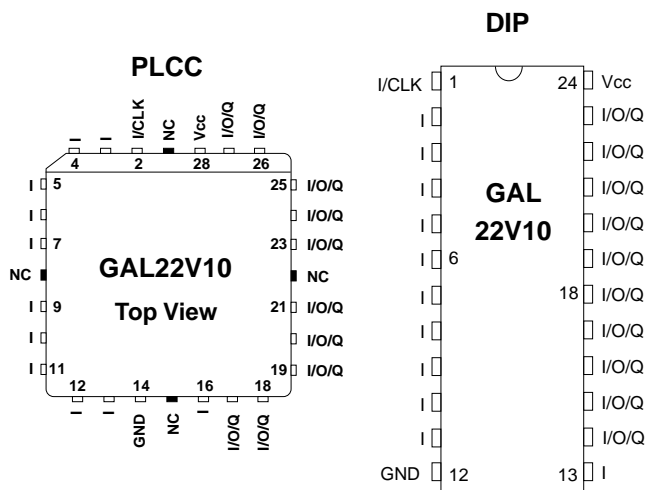 DIP
PLCC
I/CLK 1 24 Vcc
I I I/CLK NC Vcc I/O/Q I/O/Q
4 2 28 26
I 5 25 I/O/Q
I I/O/Q
I 7 23 I/O/Q
NC GAL22V10 NC
I 9 Top View 21 I/O/Q
I I/O/Q
I 11 19 I/O/Q
12 14 16 18
I I GND NC I I/O/Q I/O/Q
I I/O/Q
I I/O/Q
I GAL I/O/Q
I 22V10 I/O/Q
I 6 I/O/Q
I 18 I/O/Q
I I/O/Q
I I/O/Q
I I/O/Q
I I/O/Q
GND 12 13 I